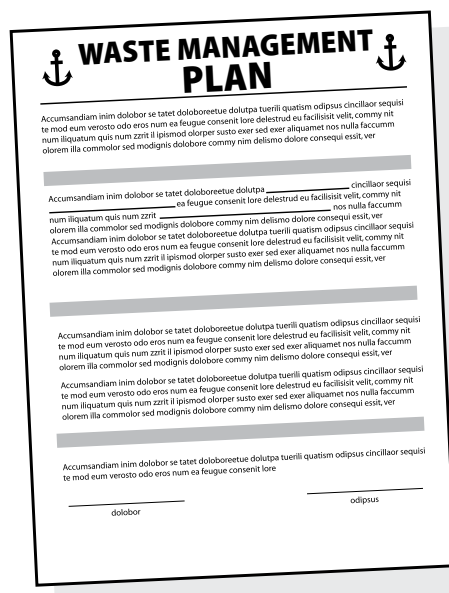 WASTE MANAGEMENT
PLAN
Accumsandiam inim dolobor se tatet doloboreetue dolutpa tuerili quatism odipsus cincillaor sequisi
te mod eum verosto odo eros num ea feugue consenit lore delestrud eu facilisisit velit, commy nit
num iliquatum quis num zzrit il ipismod olorper susto exer sed exer aliquamet nos nulla faccumm
olorem illa commolor sed modignis dolobore commy nim delismo dolore consequi essit, ver
Accumsandiam inim dolobor se tatet doloboreetue dolutpa cincillaor sequisi
ea feugue consenit lore delestrud eu facilisisit velit, commy nit
num iliquatum quis num zzrit nos nulla faccumm
olorem illa commolor sed modignis dolobore commy nim delismo dolore consequi essit, ver
Accumsandiam inim dolobor se tatet doloboreetue dolutpa tuerili quatism odipsus cincillaor sequisi
te mod eum verosto odo eros num ea feugue consenit lore delestrud eu facilisisit velit, commy nit
num iliquatum quis num zzrit il ipismod olorper susto exer sed exer aliquamet nos nulla faccumm
olorem illa commolor sed modignis dolobore commy nim delismo dolore consequi essit, ver
Accumsandiam inim dolobor se tatet doloboreetue dolutpa tuerili quatism odipsus cincillaor sequisi
te mod eum verosto odo eros num ea feugue consenit lore delestrud eu facilisisit velit, commy nit
num iliquatum quis num zzrit il ipismod olorper susto exer sed exer aliquamet nos nulla faccumm
olorem illa commolor sed modignis dolobore commy nim delismo dolore consequi essit, ver
Accumsandiam inim dolobor se tatet doloboreetue dolutpa tuerili quatism odipsus cincillaor sequisi
te mod eum verosto odo eros num ea feugue consenit lore delestrud eu facilisisit velit, commy nit
num iliquatum quis num zzrit il ipismod olorper susto exer sed exer aliquamet nos nulla faccumm
olorem illa commolor sed modignis dolobore commy nim delismo dolore consequi essit, ver
Accumsandiam inim dolobor se tatet doloboreetue dolutpa tuerili quatism odipsus cincillaor sequisi
te mod eum verosto odo eros num ea feugue consenit lore
dolobor odipsus